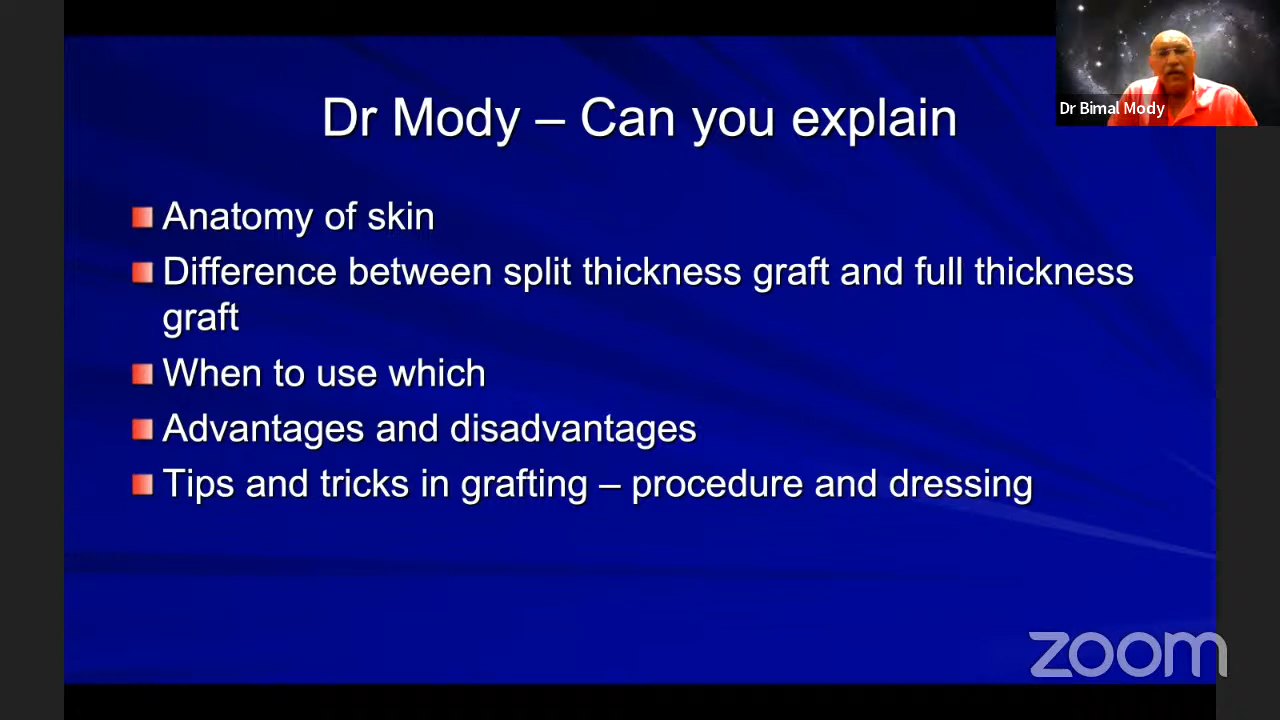 Dr Mody – Can you explain
Dr Bimal Mody
Anatomy of skin
Difference between split thickness graft and full thickness
graft
When to use which
Advantages and disadvantages
Tips and tricks in grafting – procedure and dressing
zoom